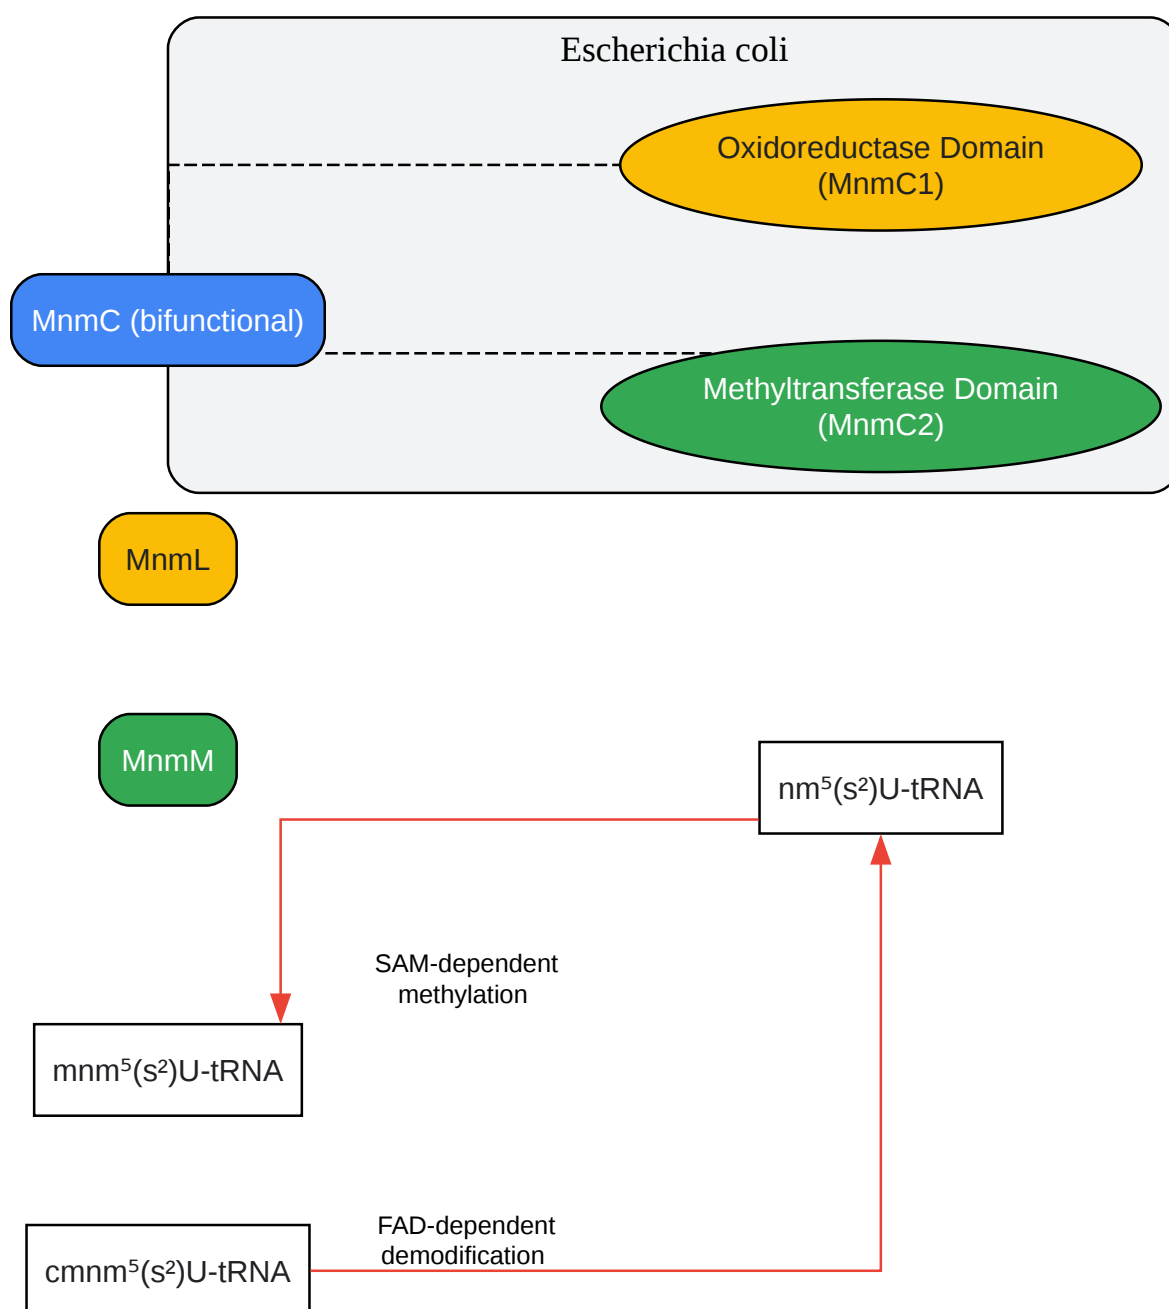 Escherichia coli
Oxidoreductase Domain
(MnmC1)
MnmC (bifunctional)
Methyltransferase Domain
(MnmC2)
MnmL
MnmM
nm⁵(s²)U-tRNA
SAM-dependent
methylation
mnm⁵(s²)U-tRNA
FAD-dependent
demodification
cmnm⁵(s²)U-tRNA